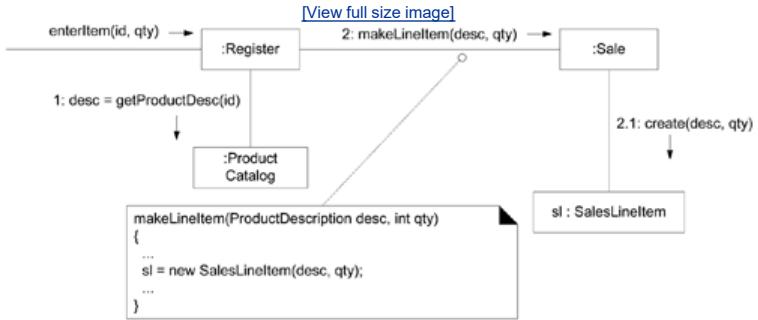 [View full size image]
enterItem(id, qty)
:Register
2: makeLineItem(desc, qty)
:Sale
1: desc = getProductDesc(id)
2.1: create(desc, qty)
:Product
Catalog
sl : SalesLineItem
makeLineItem(ProductDescription desc, int qty)
{
...
sl = new SalesLineItem(desc, qty);
...
}